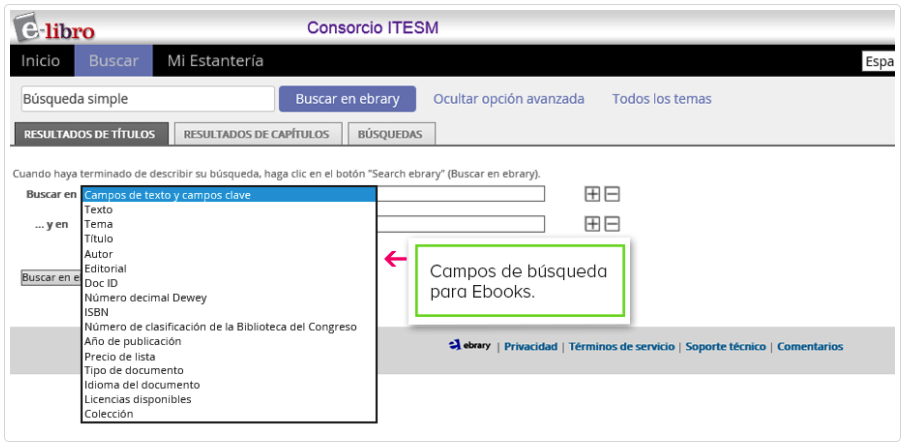 e-libro
Consorcio ITESM
Inicio Buscar Mi Estantería
Espa
Búsqueda simple Buscar en ebrary Ocultar opción avanzada Todos los temas
RESULTADOS DE TÍTULOS RESULTADOS DE CAPÍTULOS BÚSQUEDAS
Cuando haya terminado de describir su búsqueda, haga clic en el botón "Search ebrary" (Buscar en ebrary).
Buscar en Campos de texto y campos clave
Texto
... y en Tema
Título
Autor
Editorial
Buscar en e
Doc ID
Número decimal Dewey
ISBN
Número de clasificación de la Biblioteca del Congreso
Año de publicación
Precio de lista
Tipo de documento
Idioma del documento
Licencias disponibles
Colección
Campos de búsqueda
para Ebooks.
ebrary | Privacidad | Términos de servicio | Soporte técnico | Comentarios